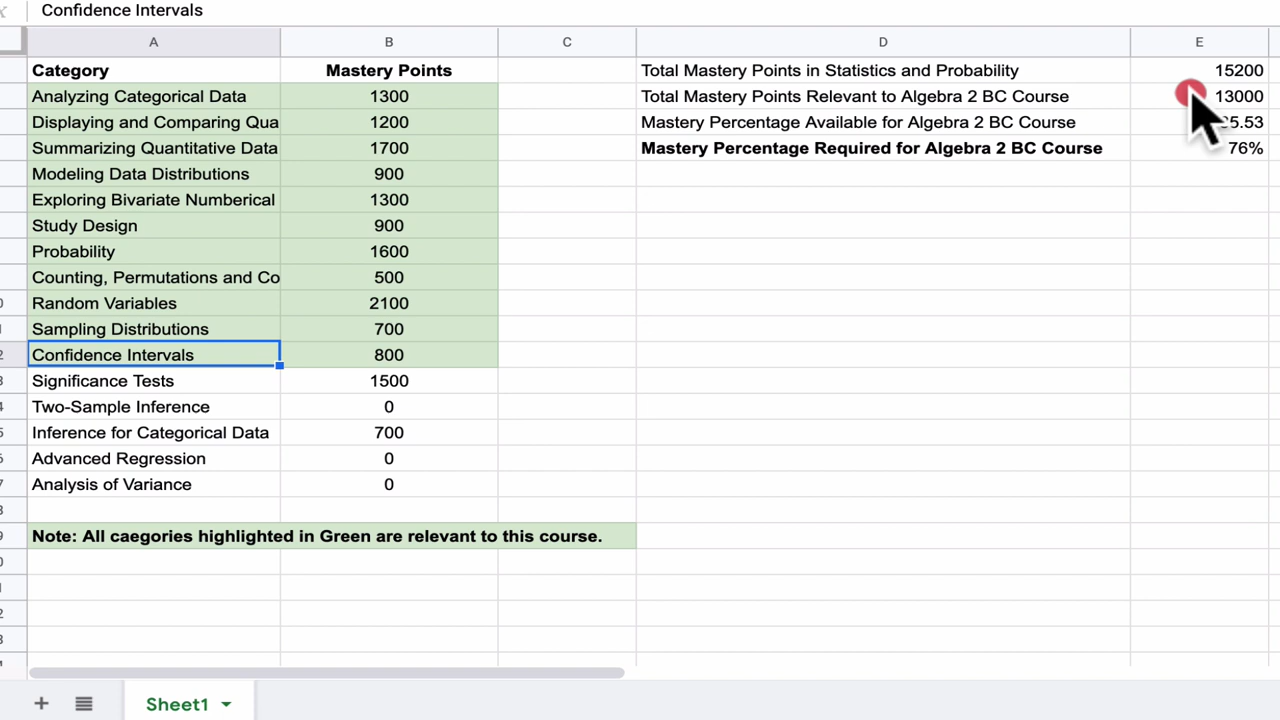 Confidence Intervals
A B C D E
Category Mastery Points Total Mastery Points in Statistics and Probability 15200
Analyzing Categorical Data 1300 Total Mastery Points Relevant to Algebra 2 BC Course 13000
Displaying and Comparing Qua 1200 Mastery Percentage Available for Algebra 2 BC Course 5.53
Summarizing Quantitative Data 1700 Mastery Percentage Required for Algebra 2 BC Course 76%
Modeling Data Distributions 900
Exploring Bivariate Numberical 1300
Study Design 900
Probability 1600
Counting, Permutations and Co 500
Random Variables 2100
Sampling Distributions 700
Confidence Intervals 800
Significance Tests 1500
Two-Sample Inference 0
Inference for Categorical Data 700
Advanced Regression 0
Analysis of Variance 0
Note: All caegories highlighted in Green are relevant to this course.
Sheet1